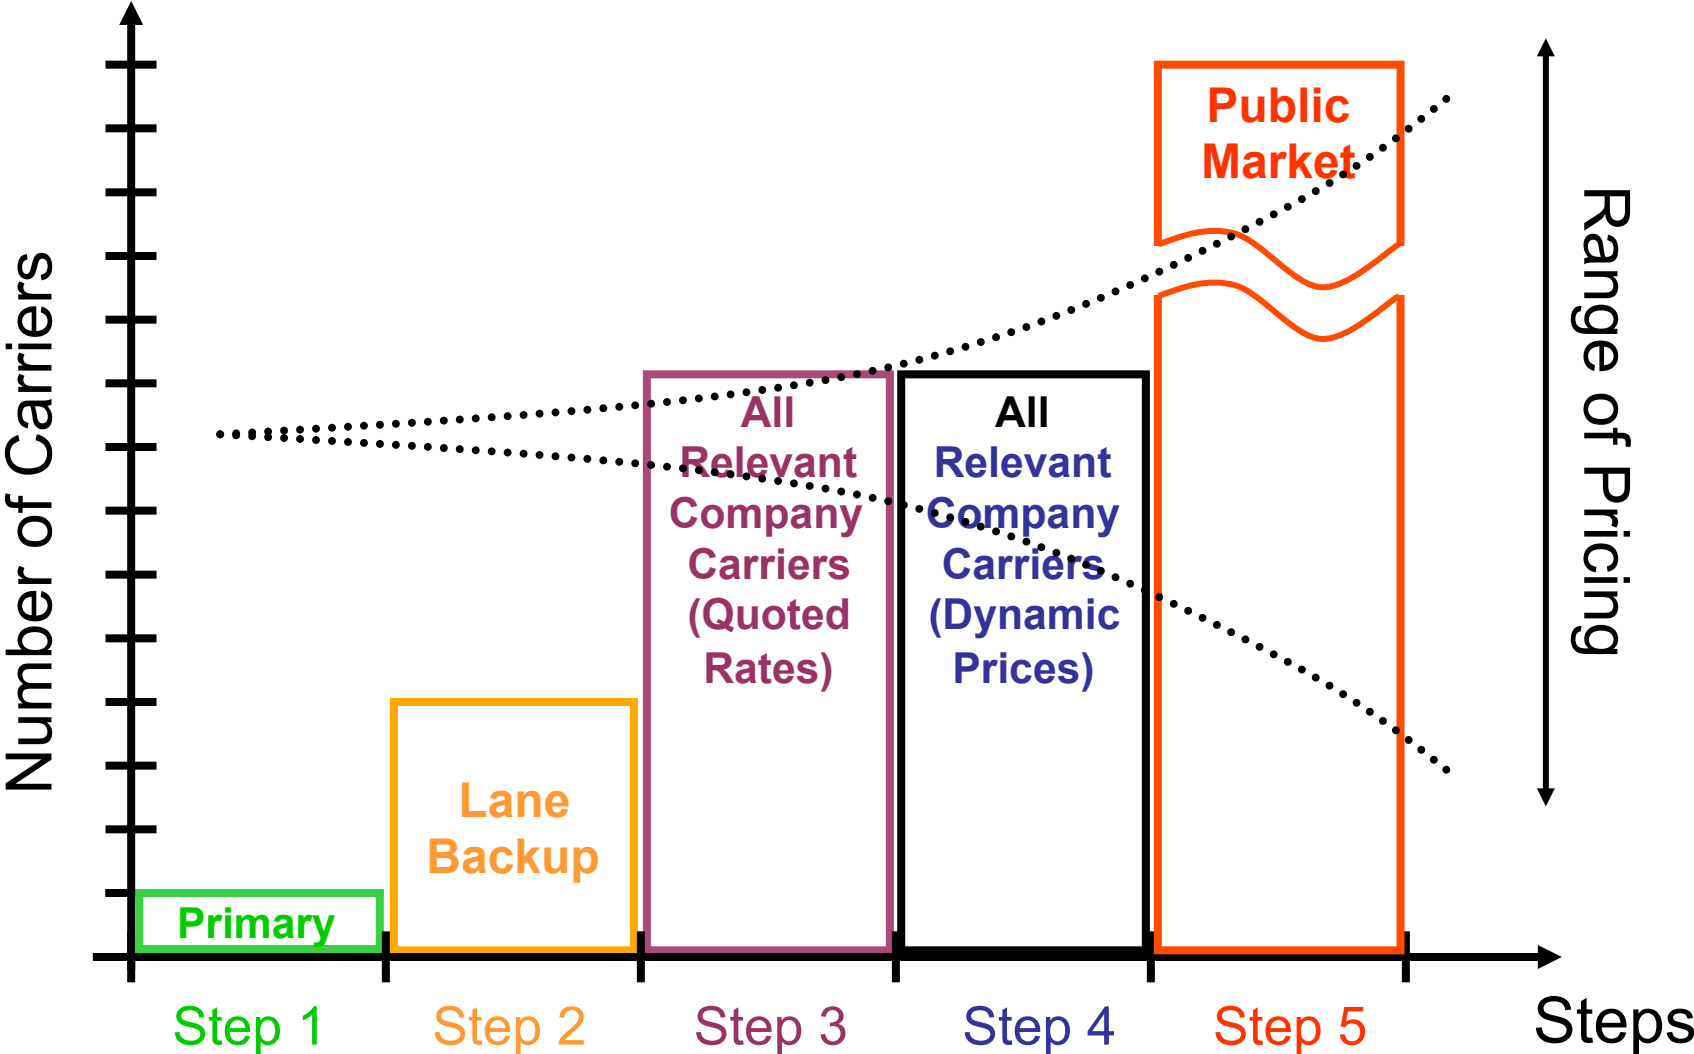 Number of Carriers
Public
Market
All
Relevant
Company
Carriers
(Quoted
Rates)
All
Relevant
Company
Carriers
(Dynamic
Prices)
Lane
Backup
Primary
Range of Pricing
Step 1
Step 2
Step 3
Step 4
Step 5
Steps